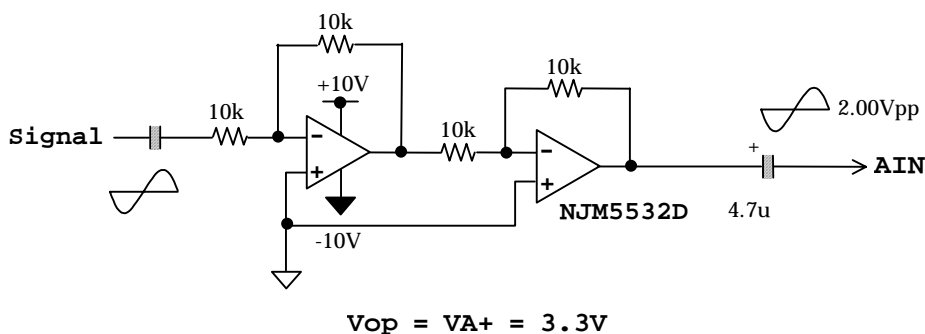 10k
+10V
10k
10k
10k
Signal
2.00Vpp
AIN
NJM5532D
4.7u
-10V
Vop = VA+ = 3.3V